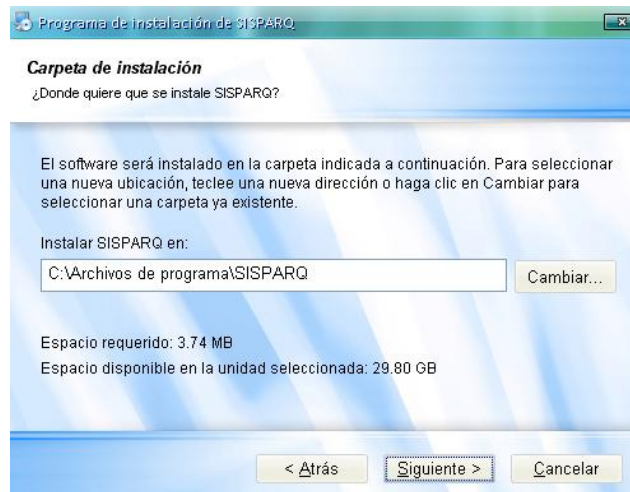 Programa de instalación de SISPARQ
Carpeta de instalación
¿Donde quiere que se instale SISPARQ?
El software será instalado en la carpeta indicada a continuación. Para seleccionar
una nueva ubicación, teclee una nueva dirección o haga clic en Cambiar para
seleccionar una carpeta ya existente.
Instalar SISPARQ en:
C:\Archivos de programa\SISPARQ
Cambiar...
Espacio requerido: 3.74 MB
Espacio disponible en la unidad seleccionada: 29.80 GB
< Atrás
Siguiente >
Cancelar